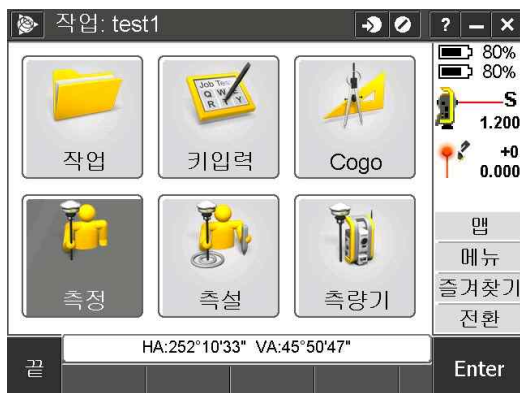 작업: test1
? – X
80%
80%
S
1.200
+0
0.000
작업
키입력
Cogo
측정
측설
측량기
맵
메뉴
즐겨찾기
전환
HA:252°10'33" VA:45°50'47"
끝
Enter